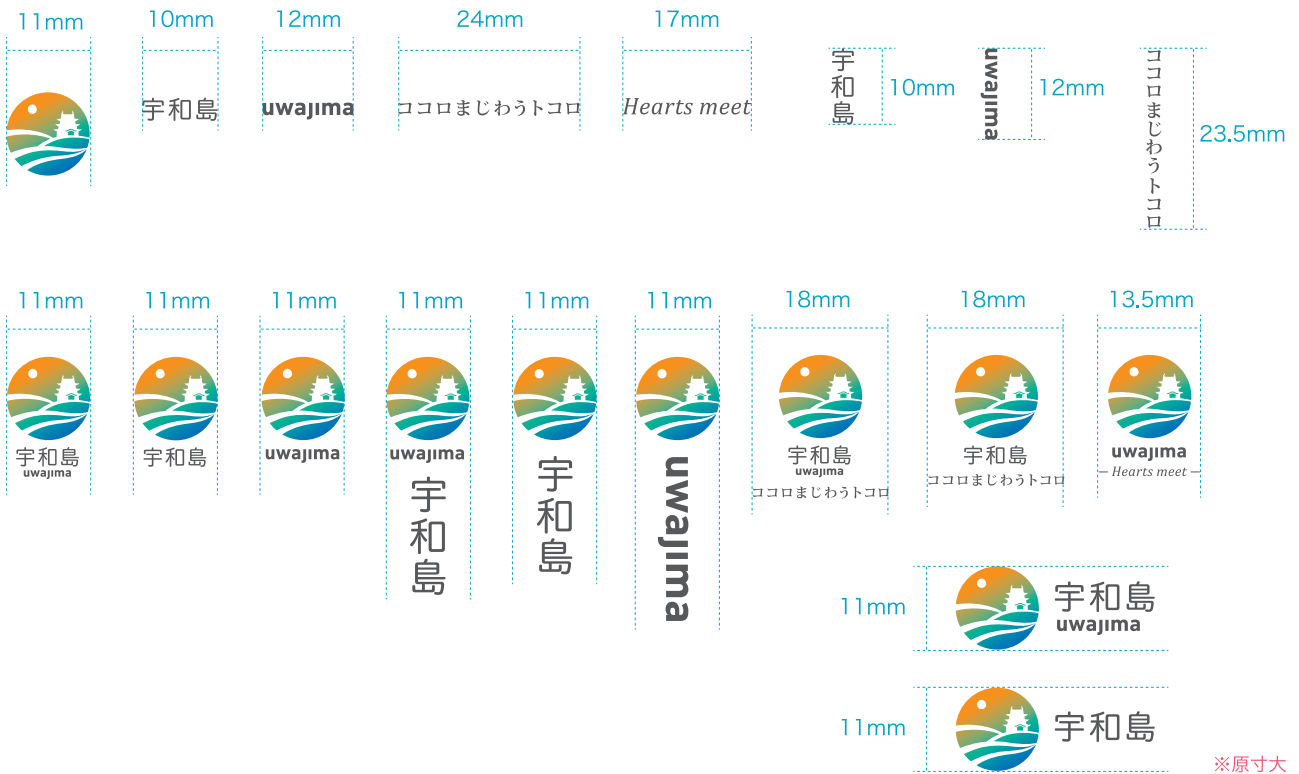 11mm
10mm
12mm
24mm
17mm
宇和島
uwajima
ココロまじわうトコロ
Hearts meet
宇和島
10mm
uwajima
12mm
ココロまじわうトコロ
23.5mm
11mm
11mm
11mm
11mm
11mm
11mm
18mm
18mm
13.5mm
宇和島
uwajima
宇和島
uwajima
uwajima
宇和島
宇和島
uwajima
宇和島
uwajima
ココロまじわうトコロ
宇和島
ココロまじわうトコロ
uwajima
– Hearts meet –
11mm
宇和島
uwajima
11mm
宇和島
※原寸大